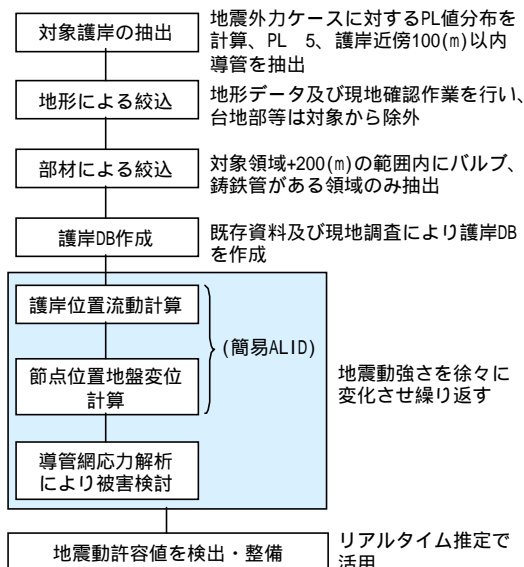 対象護岸の抽出
地震外力ケースに対するPL値分布を
計算、PL 5、護岸近傍100(m)以内
導管を抽出
地形による絞込
地形データ及び現地確認作業を行い、
台地部等は対象から除外
部材による絞込
対象領域+200(m)の範囲内にバルブ、
鋳鉄管がある領域のみ抽出
護岸DB作成
既存資料及び現地調査により護岸DB
を作成
護岸位置流動計算
(簡易ALID)
節点位置地盤変位
計算
地震動強さを徐々に
変化させ繰り返す
導管網応力解析
により被害検討
地震動許容値を検出・整備
リアルタイム推定で
活用